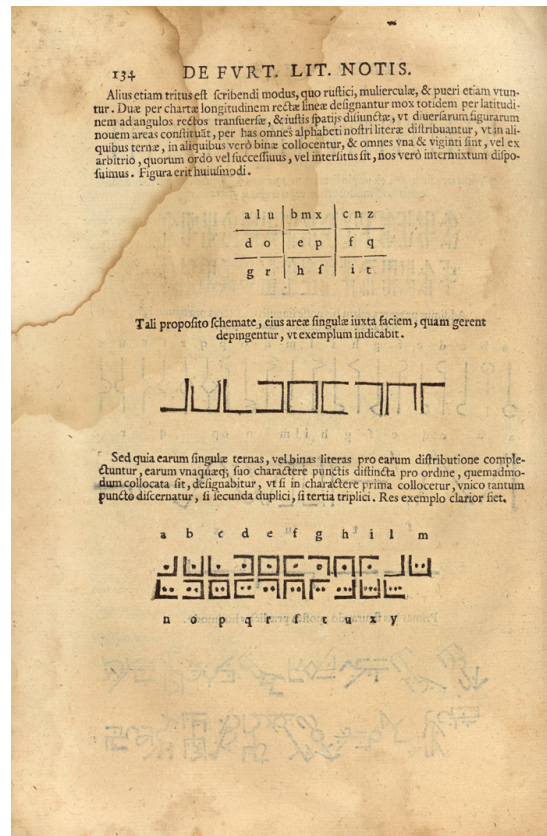 134 DE FVRT. LIT. NOTIS.
Alius etiam tritus est scribendi modus, quo rustici, mulierculæ, & pueri etiam vtun-
tur. Duæ per chartæ longitudinem rectæ lineæ designantur mox totidem per latitudi-
nem ad angulos rectos transuersæ, & iustis spatijs disiunctæ, vt diuersarum figurarum
nouem areas constituãt, per has omnes alphabeti nostri literæ distribuantur, vt in ali-
quibus ternæ, in aliquibus verò binæ collocentur, & omnes vna & viginti sint, vel ex
arbitrio, quorum ordo vel successiuus, vel intersitus sit, nos verò intermixtum dispo-
suimus. Figura erit huiusmodi.
a l u b m x c n z
d o e p f q
g r h ſ i t
Tali proposito schemate, eius areæ singulæ iuxta faciem, quam gerent
depingentur, vt exemplum indicabit.
Sed quia earum singulæ ternas, vel binas literas pro earum distributione comple-
ctuntur, earum vnaquæq; suo charactere punctis distincta pro ordine, quemadmo-
dum collocata sit, designabitur, vt si in charactere prima collocetur, vnico tantum
puncto discernatur, si secunda duplici, si tertia triplici. Res exemplo clarior fiet.
a b c d e f g h i l m
n o p q r ſ t u x y